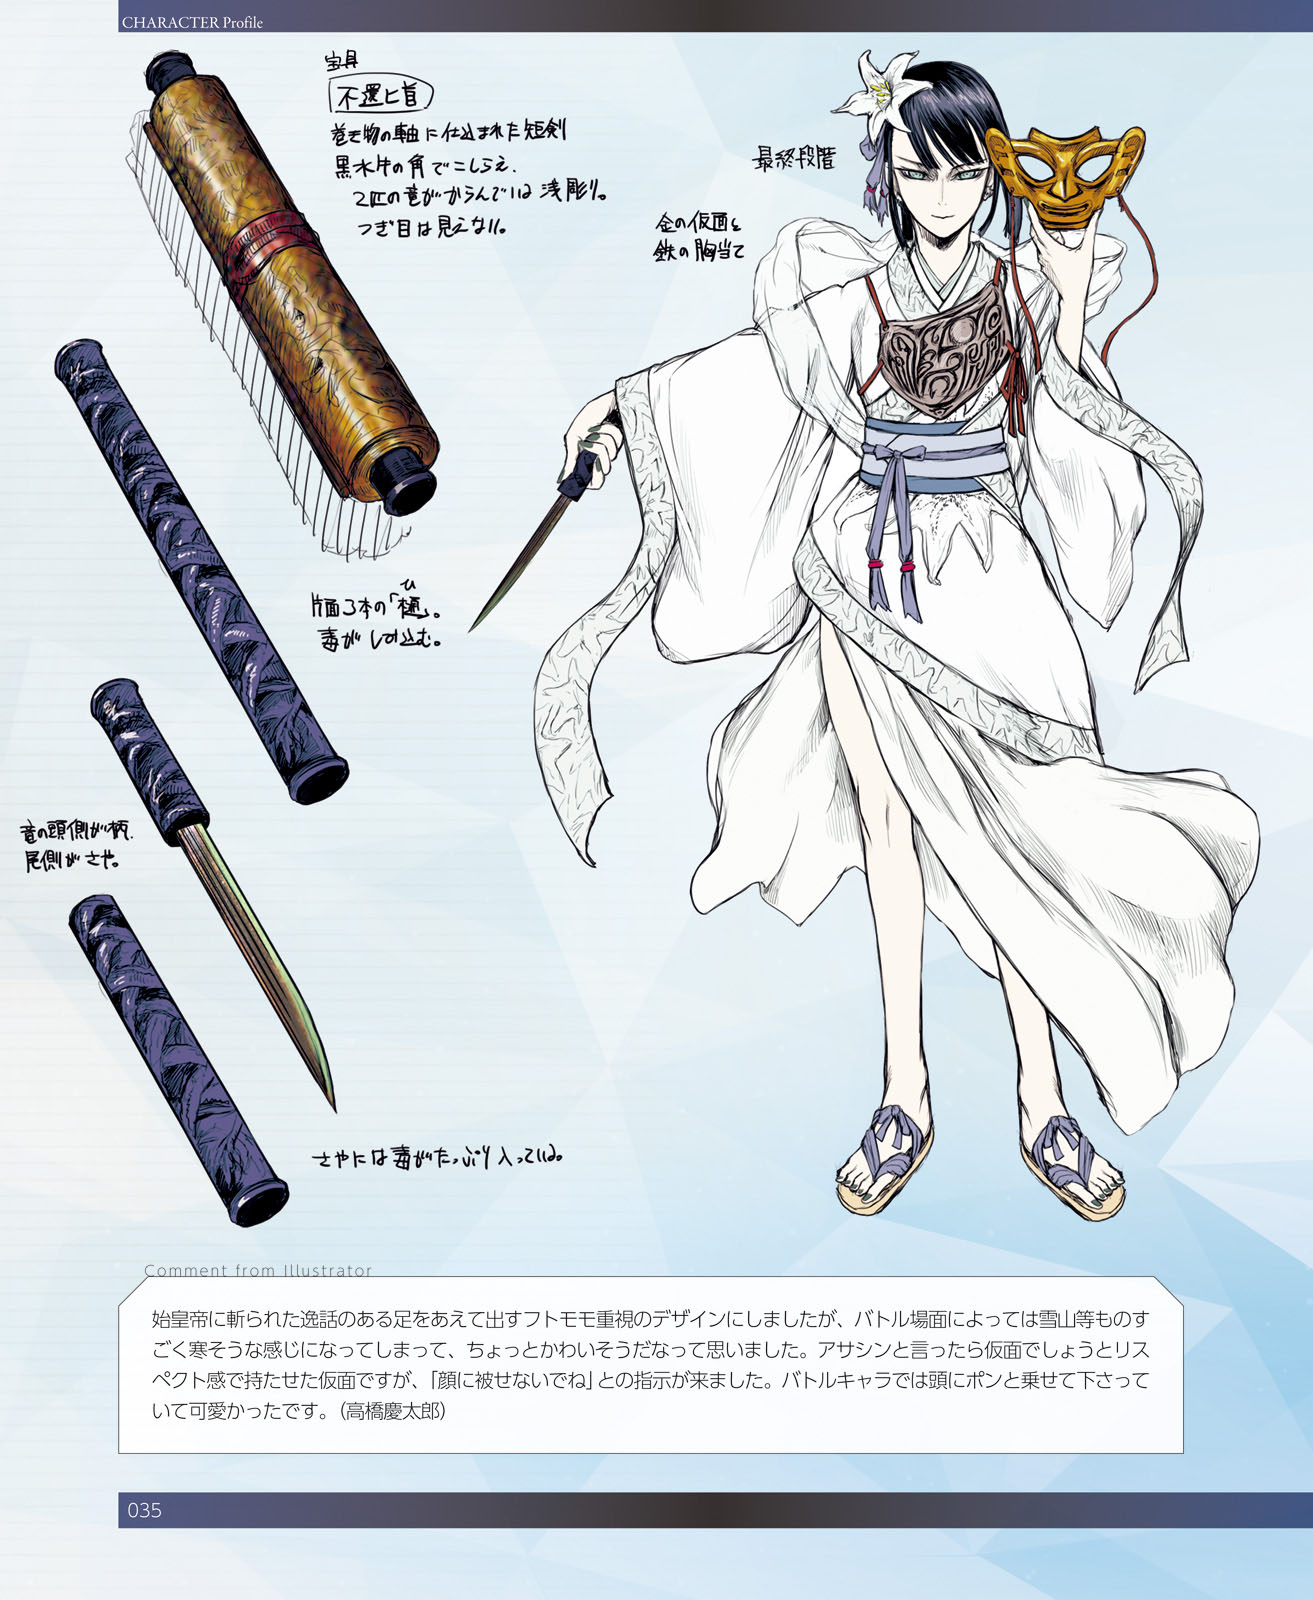 CHARACTER Profile
宝具
不還匕首
巻き物の軸に仕込まれた短剣
黒水牛の角でこしらえ.
2匹の竜がからんでいる浅彫り。
つぎ目は見えない。
最終段階
金の仮面と
鉄の胸当て
ひ
片面3本の「樋」。
毒がしみ込む。
竜の頭側が柄.
尾側がさや。
さやには毒がたっぷり入っている。
Comment from Illustrator
始皇帝に斬られた逸話のある足をあえて出すフトモモ重視のデザインにしましたが、バトル場面によっては雪山等ものす
ごく寒そうな感じになってしまって、ちょっとかわいそうだなって思いました。アサシンと言ったら仮面でしょうとリス
ペクト感で持たせた仮面ですが、「顔に被せないでね」との指示が来ました。バトルキャラでは頭にポンと乗せて下さって
いて可愛かったです。（高橋慶太郎）
035